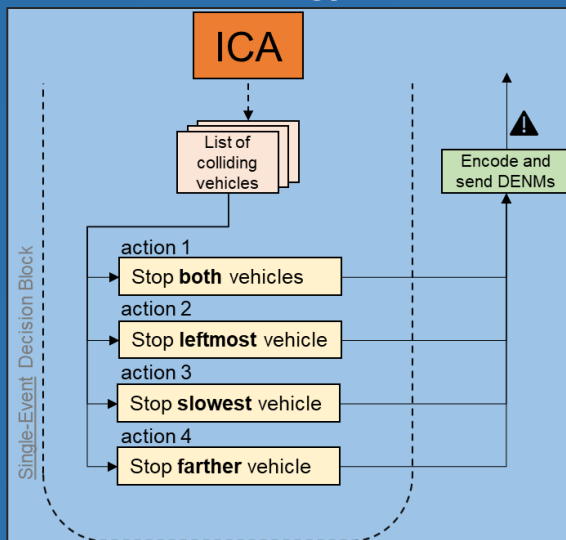 ICA
List of
colliding
vehicles
Encode and
send DENMs
action 1
Stop both vehicles
action 2
Stop leftmost vehicle
action 3
Stop slowest vehicle
action 4
Stop farther vehicle
Single-Event Decision Block